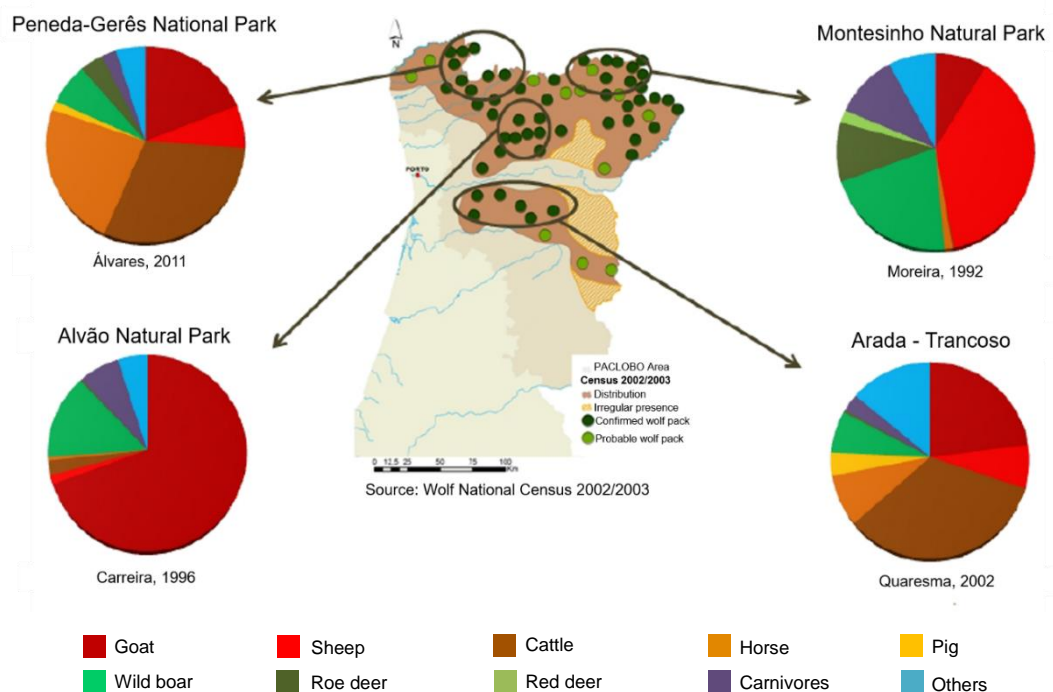 Peneda-Gerês National Park
Montesinho Natural Park
N
PORTO
Álvares, 2011
Moreira, 1992
Alvão Natural Park
Arada - Trancoso
PACLOBO Area
Census 2002/2003
Distribution
Irregular presence
Confirmed wolf pack
Probable wolf pack
0 12,5 25 50 75 100
Km
Source: Wolf National Census 2002/2003
Carreira, 1996
Quaresma, 2002
Goat
Sheep
Cattle
Horse
Pig
Wild boar
Roe deer
Red deer
Carnivores
Others